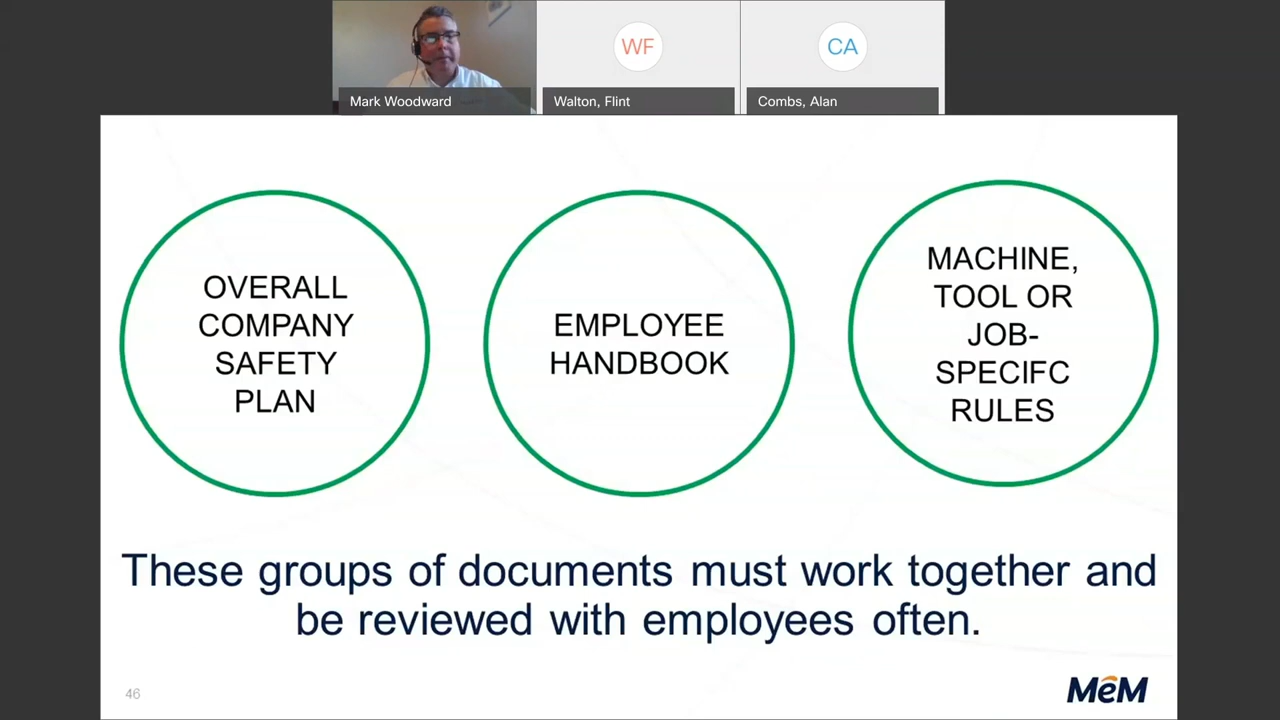 WF
CA
Mark Woodward
Walton, Flint
Combs, Alan
OVERALL
COMPANY
SAFETY
PLAN
EMPLOYEE
HANDBOOK
MACHINE,
TOOL OR
JOB-
SPECIFC
RULES
These groups of documents must work together and
be reviewed with employees often.
46
MeM